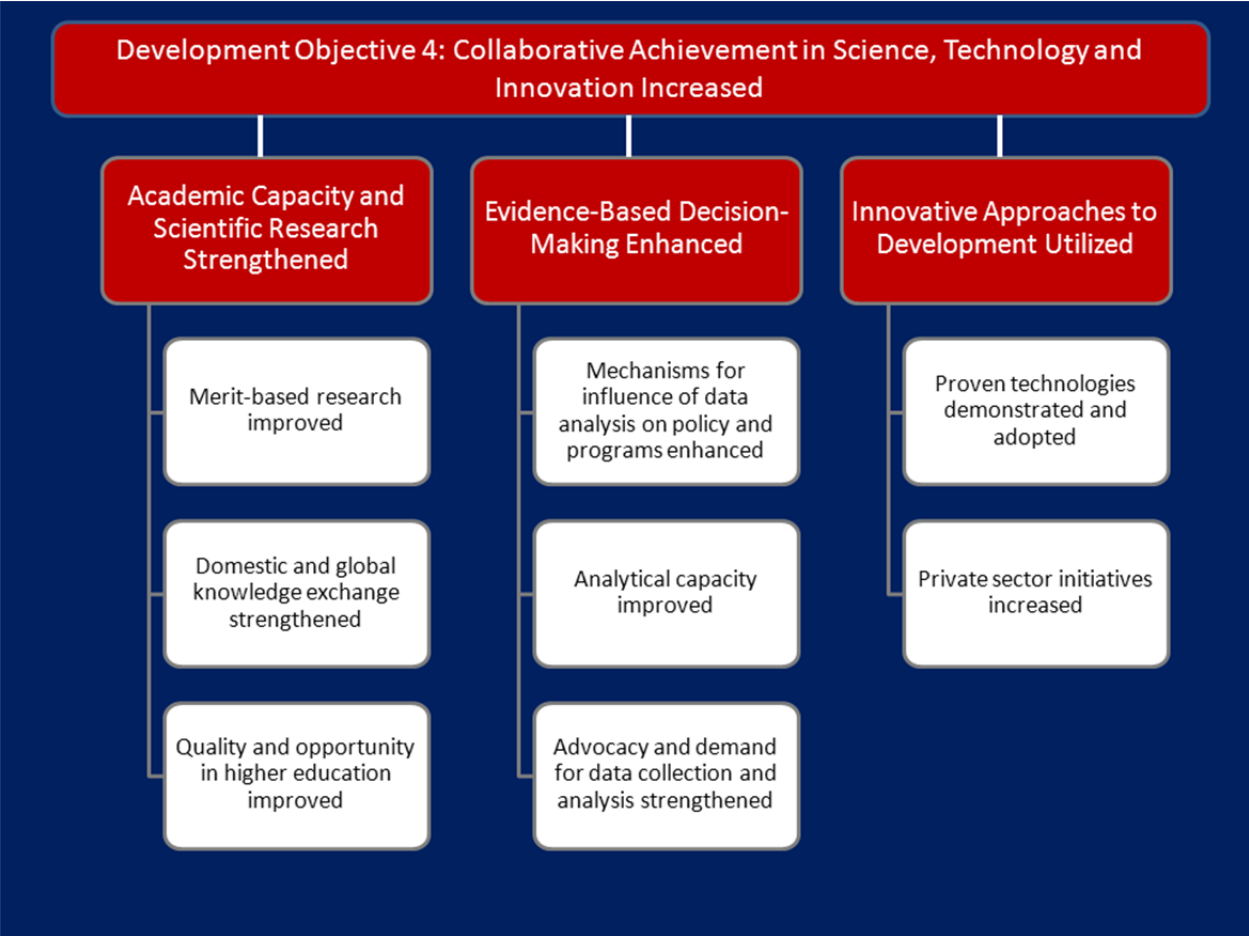 Development Objective 4: Collaborative Achievement in Science, Technology and
Innovation Increased
Academic Capacity and
Scientific Research
Strengthened
Merit-based research
improved
Domestic and global
knowledge exchange
strengthened
Quality and opportunity
in higher education
improved
Evidence-Based Decision-
Making Enhanced
Mechanisms for
influence of data
analysis on policy and
programs enhanced
Analytical capacity
improved
Advocacy and demand
for data collection and
analysis strengthened
Innovative Approaches to
Development Utilized
Proven technologies
demonstrated and
adopted
Private sector initiatives
increased